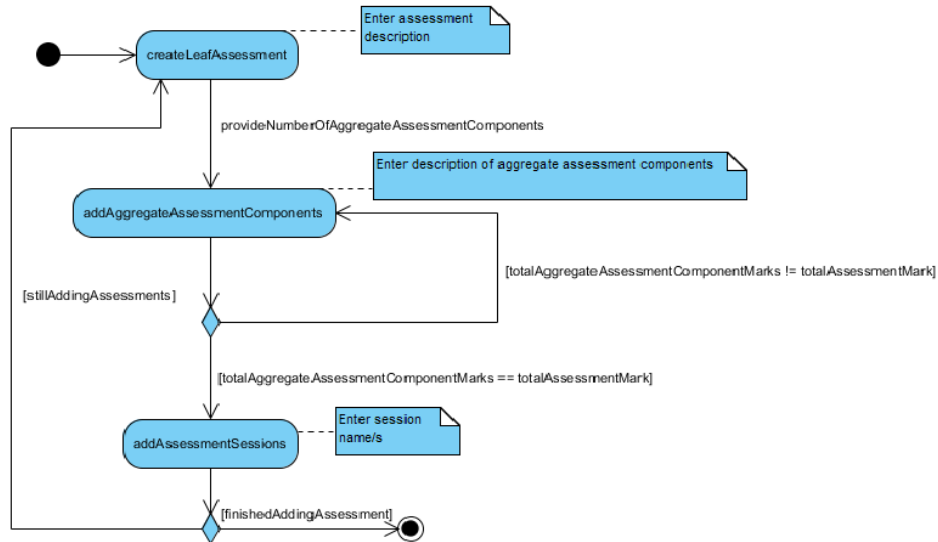 Enter assessment
description
createLeafAssessment
provideNumberOfAggregateAssessmentComponents
Enter description of aggregate assessment components
addAggregateAssessmentComponents
[totalAggregateAssessmentComponentMarks != totalAssessmentMark]
[stillAddingAssessments]
[totalAggregateAssessmentComponentMarks == totalAssessmentMark]
Enter session
name/s
addAssessmentSessions
[finishedAddingAssessment]